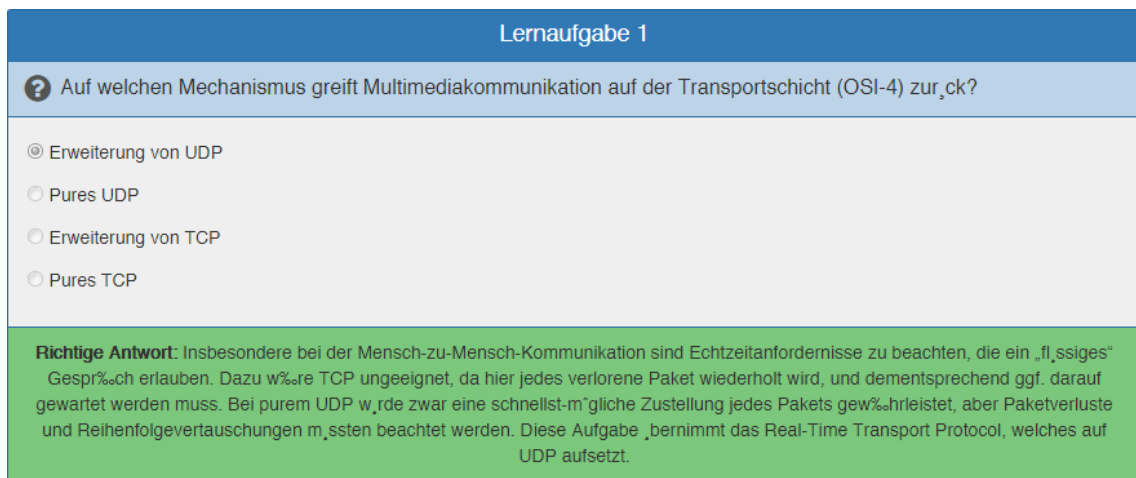 Lernaufgabe 1
Auf welchen Mechanismus greift Multimediakommunikation auf der Transportschicht (OSI-4) zur¸ck?
Erweiterung von UDP
Pures UDP
Erweiterung von TCP
Pures TCP
Richtige Antwort: Insbesondere bei der Mensch-zu-Mensch-Kommunikation sind Echtzeitanfordernisse zu beachten, die ein „fl¸ssiges“
Gespr‰ch erlauben. Dazu w‰re TCP ungeeignet, da hier jedes verlorene Paket wiederholt wird, und dementsprechend ggf. darauf
gewartet werden muss. Bei purem UDP w¸rde zwar eine schnellst-mˆgliche Zustellung jedes Pakets gew‰hrleistet, aber Paketverluste
und Reihenfolgevertauschungen m¸ssten beachtet werden. Diese Aufgabe ¸bernimmt das Real-Time Transport Protocol, welches auf
UDP aufsetzt.